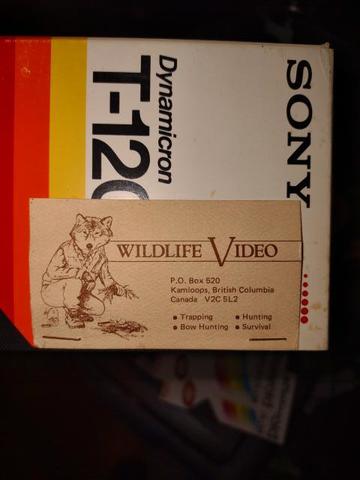 SONY
Dynamicron
T-120
WILDLIFE VIDEO
P.O. Box 520
Kamloops, British Columbia
Canada V2C 5L2
• Trapping • Hunting
• Bow Hunting • Survival